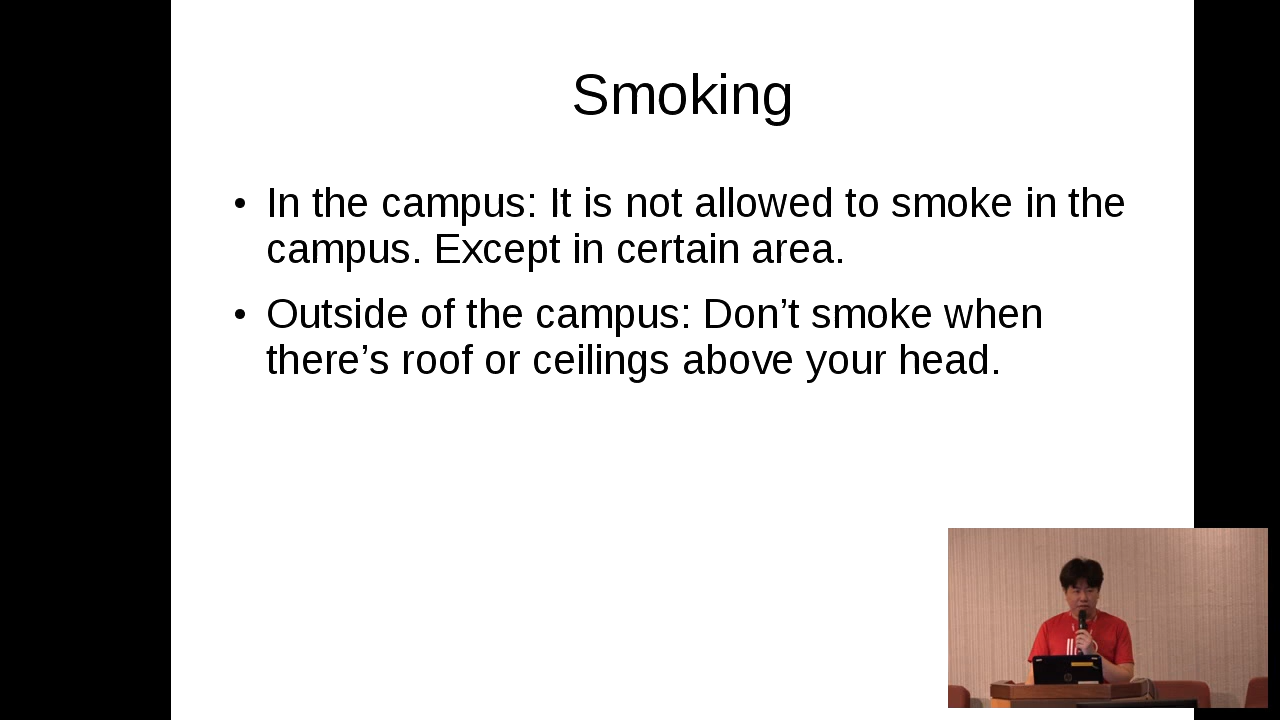 Smoking
• In the campus: It is not allowed to smoke in the
campus. Except in certain area.
• Outside of the campus: Don’t smoke when
there’s roof or ceilings above your head.